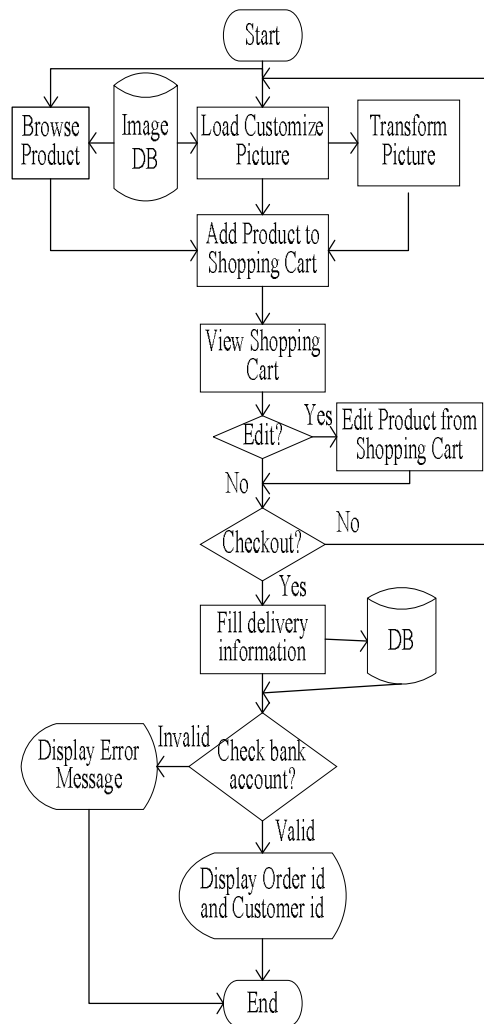 Start
Browse
Product
Image
DB
Load Customize
Picture
Transform
Picture
Add Product to
Shopping Cart
View Shopping
Cart
Edit?
Yes
Edit Product from
Shopping Cart
No
Checkout?
No
Yes
Fill delivery
information
DB
Check bank
account?
Invalid
Display Error
Message
Valid
Display Order id
and Customer id
End